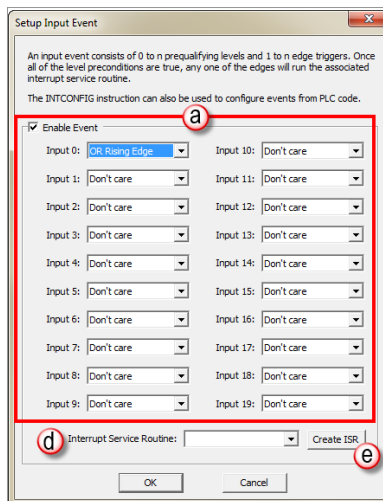 Setup Input Event
An input event consists of 0 to n prequalifying levels and 1 to n edge triggers. Once
all of the level preconditions are true, any one of the edges will run the associated
interrupt service routine.
The INTCONFIG instruction can also be used to configure events from PLC code.
a
Enable Event
Input 0: OR Rising Edge Input 10: Don't care
Input 1: Don't care Input 11: Don't care
Input 2: Don't care Input 12: Don't care
Input 3: Don't care Input 13: Don't care
Input 4: Don't care Input 14: Don't care
Input 5: Don't care Input 15: Don't care
Input 6: Don't care Input 16: Don't care
Input 7: Don't care Input 17: Don't care
Input 8: Don't care Input 18: Don't care
Input 9: Don't care Input 19: Don't care
d Interrupt Service Routine: Create ISR
e
OK Cancel